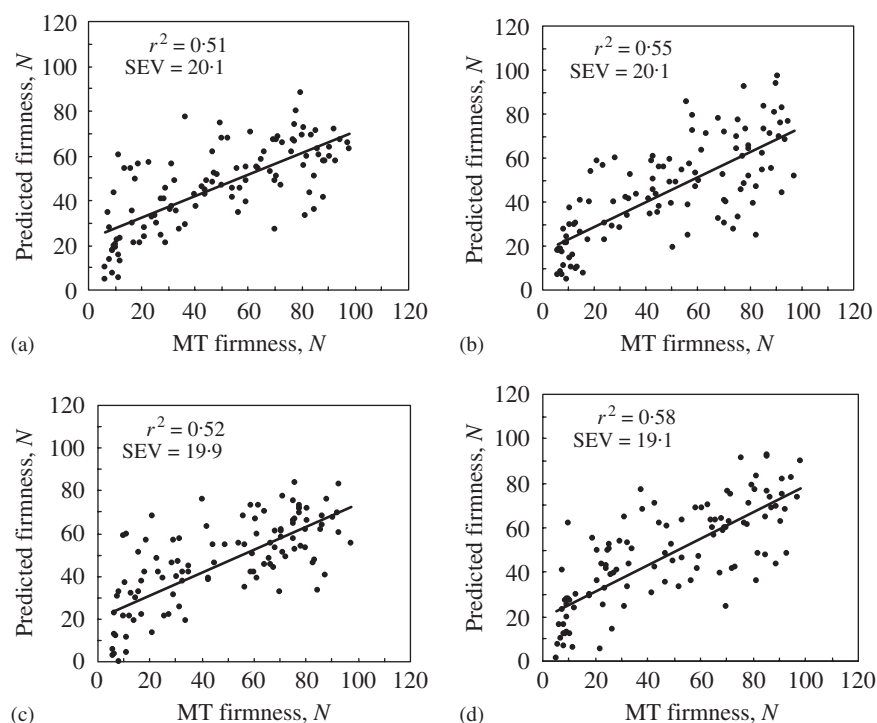 120
100
80
60
40
20
0
Predicted firmness, N
r² = 0·51
SEV = 20·1
0 20 40 60 80 100 120
(a) MT firmness, N
120
100
80
60
40
20
0
Predicted firmness, N
r² = 0·55
SEV = 20·1
0 20 40 60 80 100 120
(b) MT firmness, N
120
100
80
60
40
20
0
Predicted firmness, N
r² = 0·52
SEV = 19·9
0 20 40 60 80 100 120
(c) MT firmness, N
120
100
80
60
40
20
0
Predicted firmness, N
r² = 0·58
SEV = 19·1
0 20 40 60 80 100 120
(d) MT firmness, N